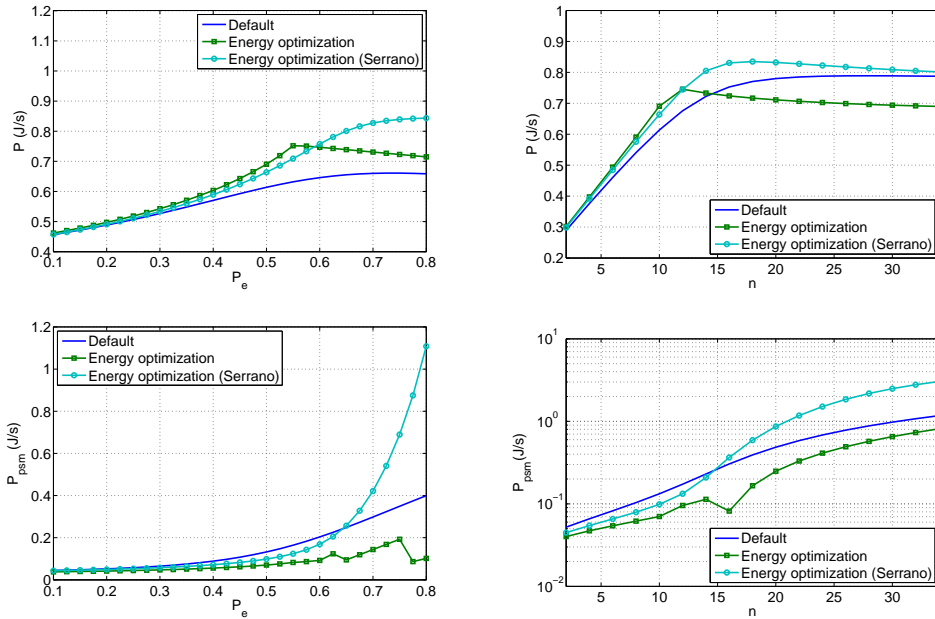 1.2
1.1
1
0.9
0.8
0.7
0.6
0.5
0.4
0.1 0.2 0.3 0.4 0.5 0.6 0.7 0.8
P (J/s)
P_e
Default
Energy optimization
Energy optimization (Serrano)
1
0.9
0.8
0.7
0.6
0.5
0.4
0.3
0.2
5 10 15 20 25 30
P (J/s)
n
Default
Energy optimization
Energy optimization (Serrano)
1.2
1
0.8
0.6
0.4
0.2
0
0.1 0.2 0.3 0.4 0.5 0.6 0.7 0.8
P_psm (J/s)
P_e
Default
Energy optimization
Energy optimization (Serrano)
10^1
10^0
10^−1
10^−2
5 10 15 20 25 30
P_psm(J/s)
n
Default
Energy optimization
Energy optimization (Serrano)